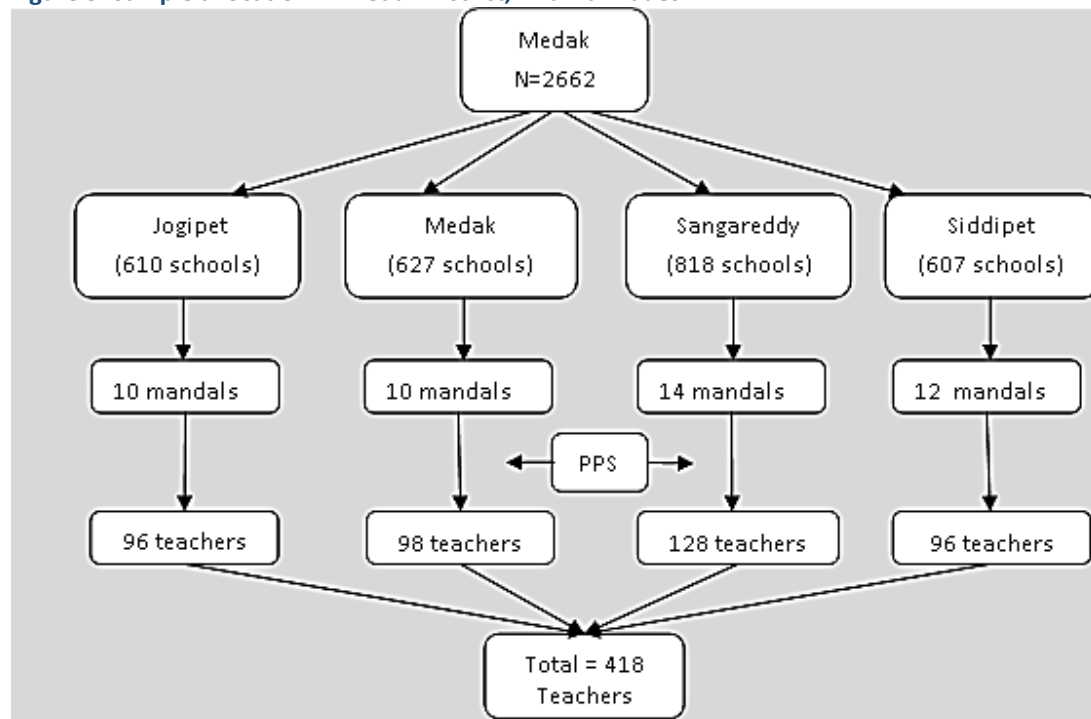 Medak
N=2662
Jogipet
(610 schools)
Medak
(627 schools)
Sangareddy
(818 schools)
Siddipet
(607 schools)
10 mandals
10 mandals
14 mandals
12 mandals
PPS
96 teachers
98 teachers
128 teachers
96 teachers
Total = 418
Teachers